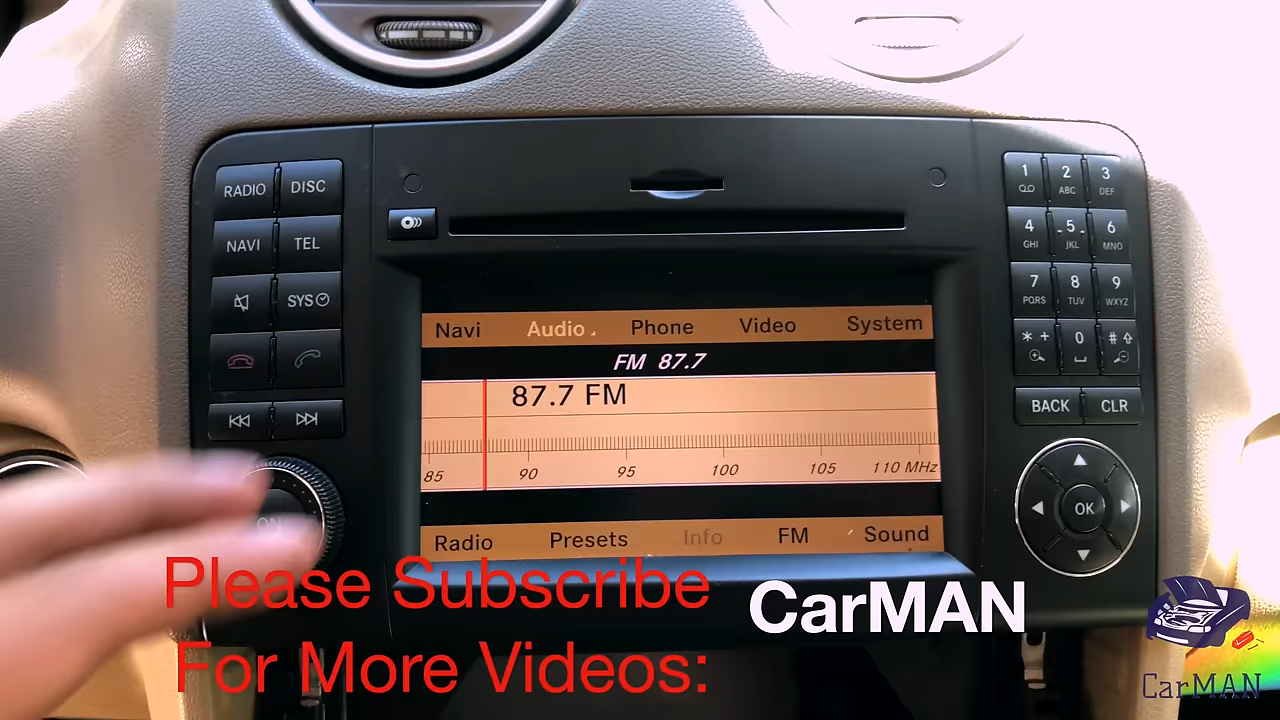 RADIO DISC
NAVI TEL
SYS
1 2 ABC 3 DEF
4 GHI 5 JKL 6 MNO
7 PQRS 8 TUV 9 WXYZ
* + 0 #
BACK CLR
OK
ON
Navi Audio Phone Video System
FM 87.7
87.7 FM
85 90 95 100 105 110 MHz
Radio Presets Info FM Sound
Please Subscribe
For More Videos:
CarMAN
CarMAN